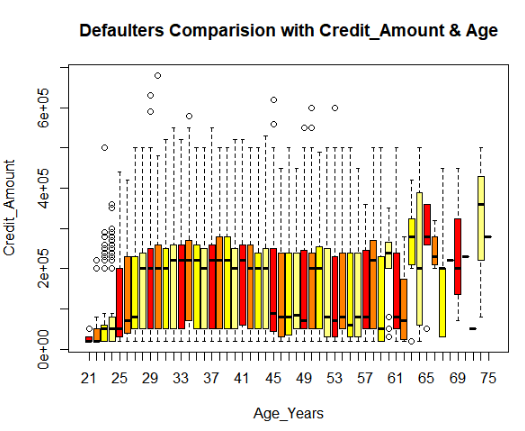 Defaulters Comparision with Credit_Amount & Age
Credit_Amount
6e+05
4e+05
2e+05
0e+00
21 25 29 33 37 41 45 49 53 57 61 65 69 75
Age_Years